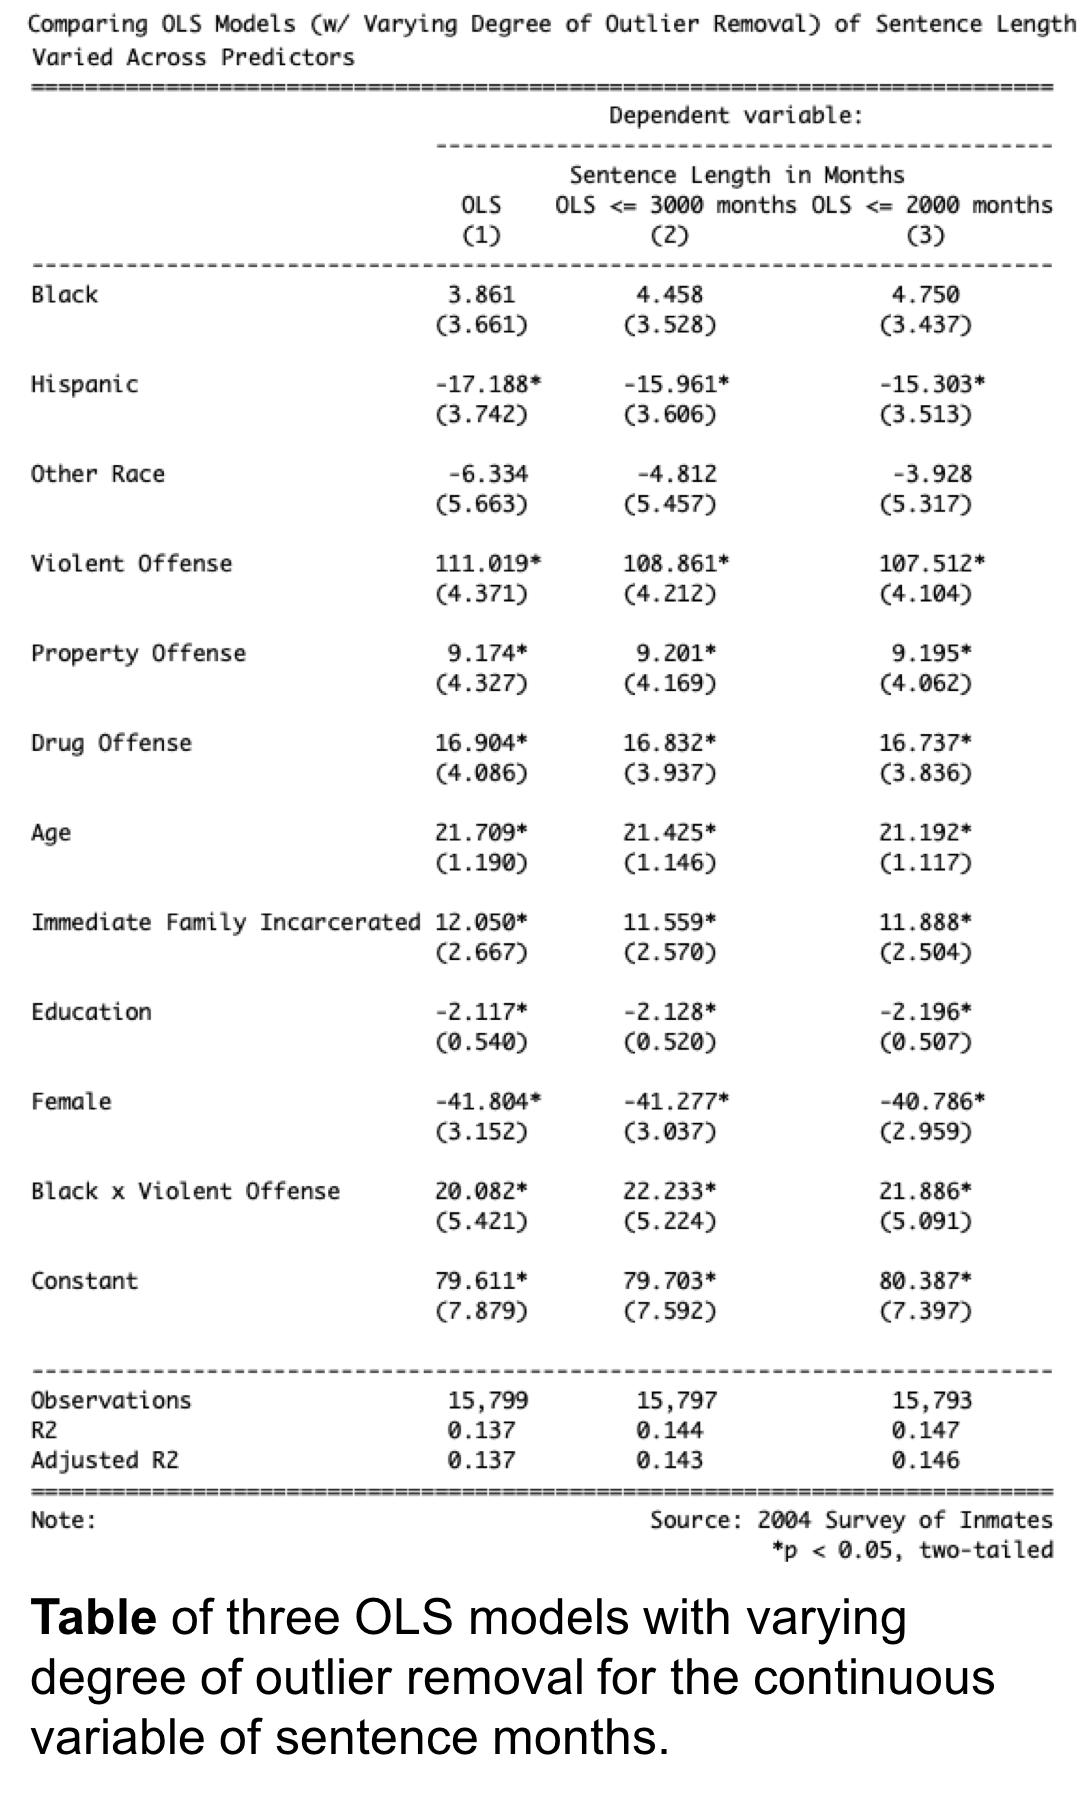 Comparing OLS Models (w/ Varying Degree of Outlier Removal) of Sentence Length
Varied Across Predictors
Dependent variable:
Sentence Length in Months
OLS OLS <= 3000 months OLS <= 2000 months
(1) (2) (3)
Black 3.861 4.458 4.750
(3.661) (3.528) (3.437)
Hispanic -17.188* -15.961* -15.303*
(3.742) (3.606) (3.513)
Other Race -6.334 -4.812 -3.928
(5.663) (5.457) (5.317)
Violent Offense 111.019* 108.861* 107.512*
(4.371) (4.212) (4.104)
Property Offense 9.174* 9.201* 9.195*
(4.327) (4.169) (4.062)
Drug Offense 16.904* 16.832* 16.737*
(4.086) (3.937) (3.836)
Age 21.709* 21.425* 21.192*
(1.190) (1.146) (1.117)
Immediate Family Incarcerated 12.050* 11.559* 11.888*
(2.667) (2.570) (2.504)
Education -2.117* -2.128* -2.196*
(0.540) (0.520) (0.507)
Female -41.804* -41.277* -40.786*
(3.152) (3.037) (2.959)
Black x Violent Offense 20.082* 22.233* 21.886*
(5.421) (5.224) (5.091)
Constant 79.611* 79.703* 80.387*
(7.879) (7.592) (7.397)
Observations 15,799 15,797 15,793
R2 0.137 0.144 0.147
Adjusted R2 0.137 0.143 0.146
Note: Source: 2004 Survey of Inmates
*p < 0.05, two-tailed
Table of three OLS models with varying
degree of outlier removal for the continuous
variable of sentence months.